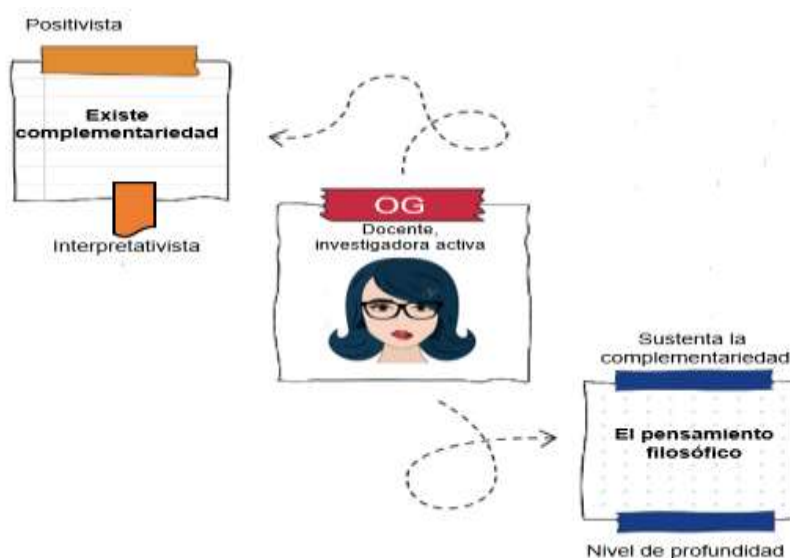 Positivista
Existe
complementariedad
Interpretativista
OG
Docente,
investigadora activa
Sustenta la
complementariedad
El pensamiento
filosófico
Nivel de profundidad